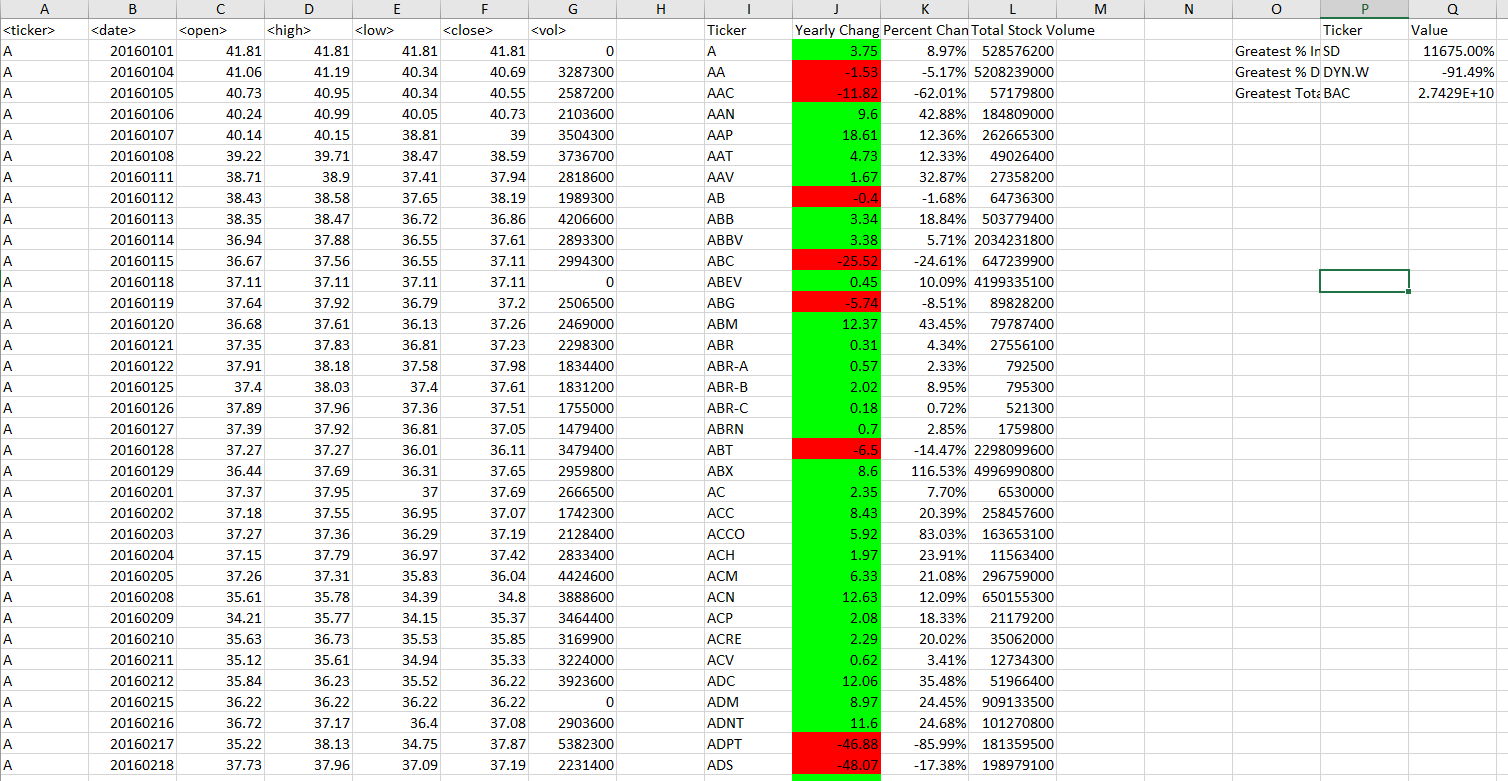 A B C D E F G H I J K L M N O P Q
<ticker> <date> <open> <high> <low> <close> <vol> Ticker Yearly Chang Percent Chan Total Stock Volume Ticker Value
A 20160101 41.81 41.81 41.81 41.81 0 A 3.75 8.97% 528576200 Greatest % In SD 11675.00%
A 20160104 41.06 41.19 40.34 40.69 3287300 AA -1.53 -5.17% 5208239000 Greatest % D DYN.W -91.49%
A 20160105 40.73 40.95 40.34 40.55 2587200 AAC -11.82 -62.01% 57179800 Greatest Tota BAC 2.7429E+10
A 20160106 40.24 40.99 40.05 40.73 2103600 AAN 9.6 42.88% 184809000
A 20160107 40.14 40.15 38.81 39 3504300 AAP 18.61 12.36% 262665300
A 20160108 39.22 39.71 38.47 38.59 3736700 AAT 4.73 12.33% 49026400
A 20160111 38.71 38.9 37.41 37.94 2818600 AAV 1.67 32.87% 27358200
A 20160112 38.43 38.58 37.65 38.19 1989300 AB -0.4 -1.68% 64736300
A 20160113 38.35 38.47 36.72 36.86 4206600 ABB 3.34 18.84% 503779400
A 20160114 36.94 37.88 36.55 37.61 2893300 ABBV 3.38 5.71% 2034231800
A 20160115 36.67 37.56 36.55 37.11 2994300 ABC -25.52 -24.61% 647239900
A 20160118 37.11 37.11 37.11 37.11 0 ABEV 0.45 10.09% 4199335100
A 20160119 37.64 37.92 36.79 37.2 2506500 ABG -5.74 -8.51% 89828200
A 20160120 36.68 37.61 36.13 37.26 2469000 ABM 12.37 43.45% 79787400
A 20160121 37.35 37.83 36.81 37.23 2298300 ABR 0.31 4.34% 27556100
A 20160122 37.91 38.18 37.58 37.98 1834400 ABR-A 0.57 2.33% 792500
A 20160125 37.4 38.03 37.4 37.61 1831200 ABR-B 2.02 8.95% 795300
A 20160126 37.89 37.96 37.36 37.51 1755000 ABR-C 0.18 0.72% 521300
A 20160127 37.39 37.92 36.81 37.05 1479400 ABRN 0.7 2.85% 1759800
A 20160128 37.27 37.27 36.01 36.11 3479400 ABT -6.5 -14.47% 2298099600
A 20160129 36.44 37.69 36.31 37.65 2959800 ABX 8.6 116.53% 4996990800
A 20160201 37.37 37.95 37 37.69 2666500 AC 2.35 7.70% 6530000
A 20160202 37.18 37.55 36.95 37.07 1742300 ACC 8.43 20.39% 258457600
A 20160203 37.27 37.36 36.29 37.19 2128400 ACCO 5.92 83.03% 163653100
A 20160204 37.15 37.79 36.97 37.42 2833400 ACH 1.97 23.91% 11563400
A 20160205 37.26 37.31 35.83 36.04 4424600 ACM 6.33 21.08% 296759000
A 20160208 35.61 35.78 34.39 34.8 3888600 ACN 12.63 12.09% 650155300
A 20160209 34.21 35.77 34.15 35.37 3464400 ACP 2.08 18.33% 21179200
A 20160210 35.63 36.73 35.53 35.85 3169900 ACRE 2.29 20.02% 35062000
A 20160211 35.12 35.61 34.94 35.33 3224000 ACV 0.62 3.41% 12734300
A 20160212 35.84 36.23 35.52 36.22 3923600 ADC 12.06 35.48% 51966400
A 20160215 36.22 36.22 36.22 36.22 0 ADM 8.97 24.45% 909133500
A 20160216 36.72 37.17 36.4 37.08 2903600 ADNT 11.6 24.68% 101270800
A 20160217 35.22 38.13 34.75 37.87 5382300 ADPT -46.88 -85.99% 181359500
A 20160218 37.73 37.96 37.09 37.19 2231400 ADS -48.07 -17.38% 198979100